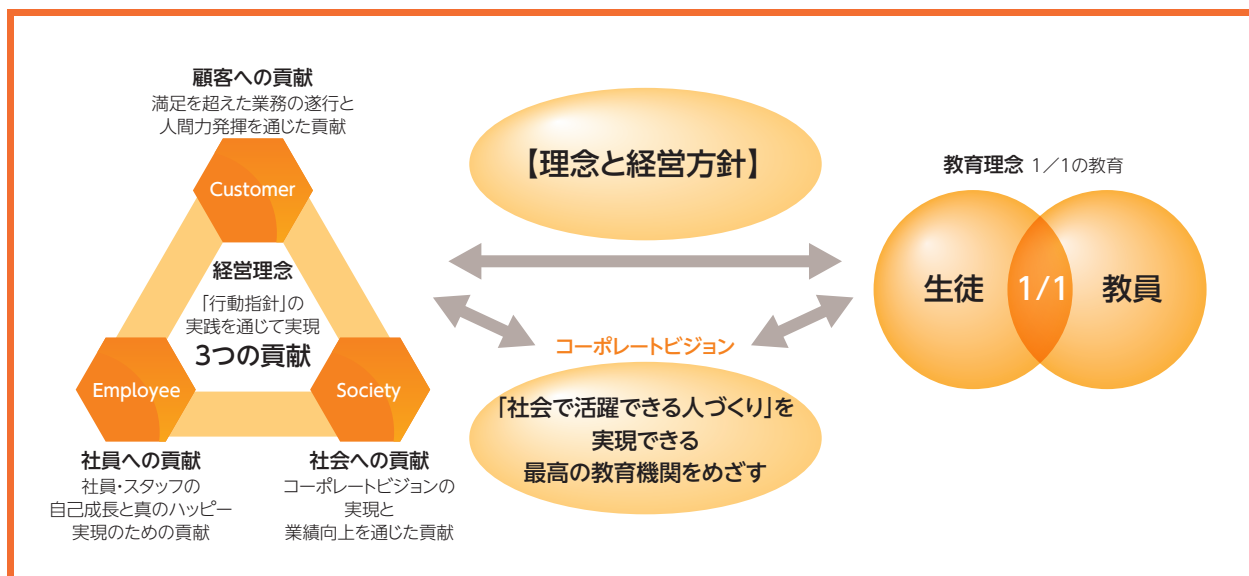 顧客への貢献
満足を超えた業務の遂行と
人間力発揮を通じた貢献
Customer
経営理念
「行動指針」の
実践を通じて実現
3つの貢献
Employee
Society
社員への貢献
社員・スタッフの
自己成長と真のハッピー
実現のための貢献
社会への貢献
コーポレートビジョンの
実現と
業績向上を通じた貢献
【理念と経営方針】
コーポレートビジョン
「社会で活躍できる人づくり」を
実現できる
最高の教育機関をめざす
教育理念 1／1の教育
生徒 1/1 教員